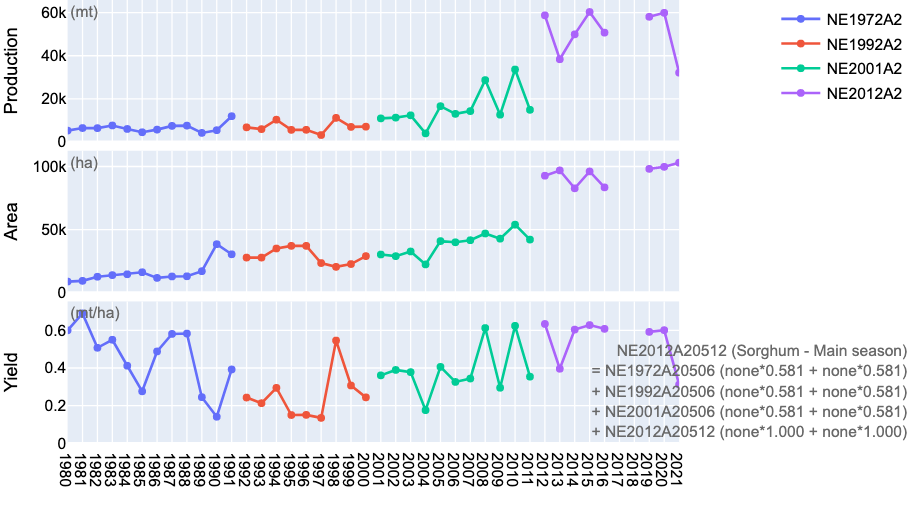 60k (mt)
40k
20k
0
Production
100k (ha)
50k
0
Area
(mt/ha)
0.6
0.4
0.2
0
Yield
NE1972A2
NE1992A2
NE2001A2
NE2012A2
NE2012A20512 (Sorghum - Main season)
= NE1972A20506 (none*0.581 + none*0.581)
+ NE1992A20506 (none*0.581 + none*0.581)
+ NE2001A20506 (none*0.581 + none*0.581)
+ NE2012A20512 (none*1.000 + none*1.000)
1980
1981
1982
1983
1984
1985
1986
1987
1988
1989
1990
1991
1992
1993
1994
1995
1996
1997
1998
1999
2000
2001
2002
2003
2004
2005
2006
2007
2008
2009
2010
2011
2012
2013
2014
2015
2016
2017
2018
2019
2020
2021